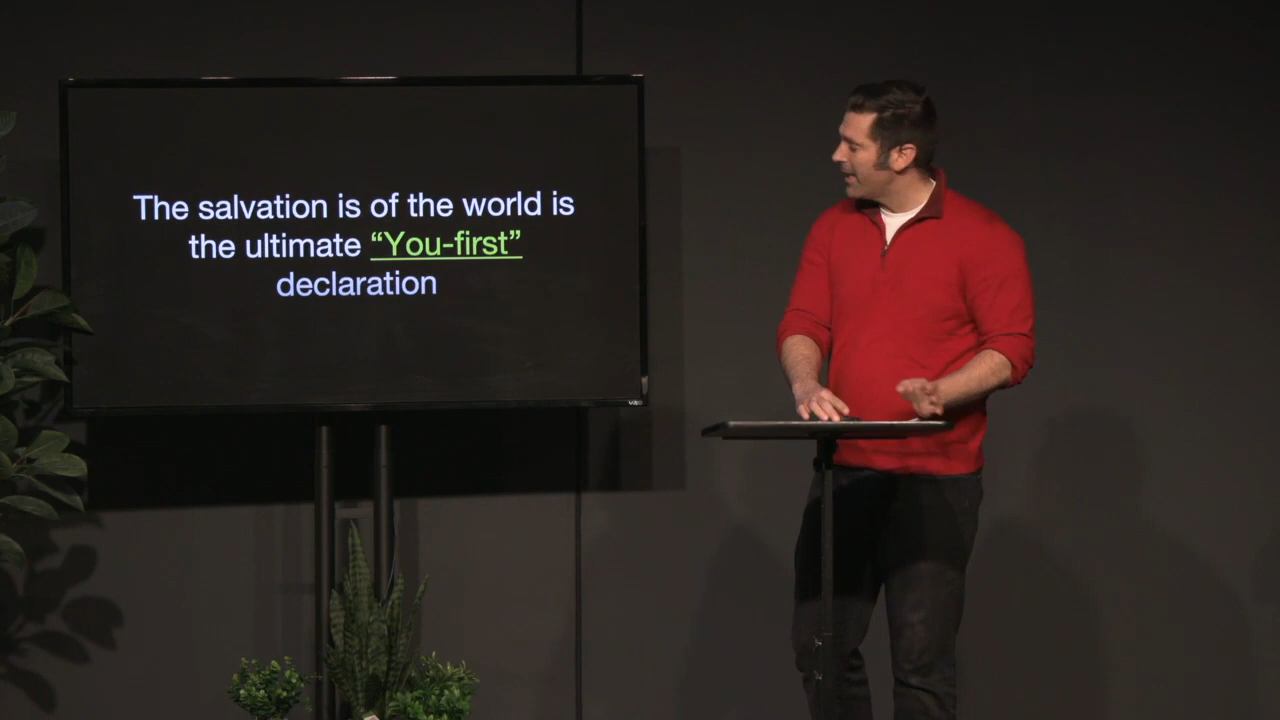 The salvation is of the world is
the ultimate “You-first”
declaration